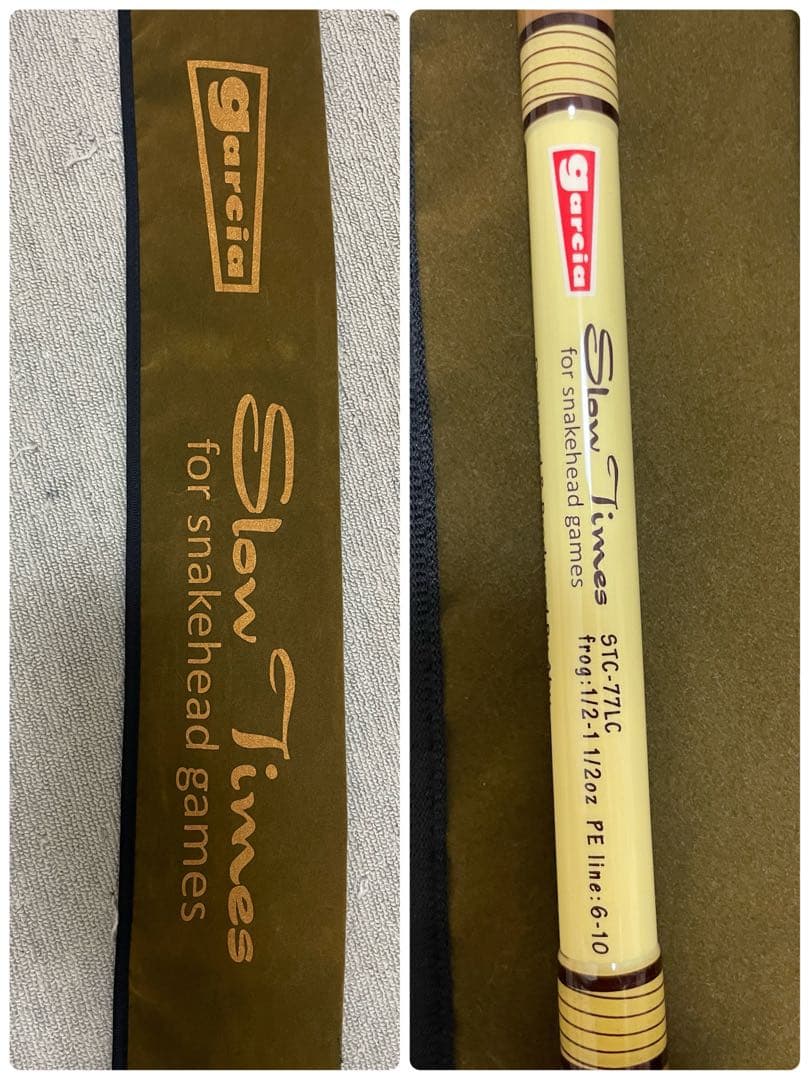 garcia
Slow Times
for snakehead games
garcia
Slow Times
for snakehead games
STC-77LC
frog:1/2-1 1/2oz PE line:6-10